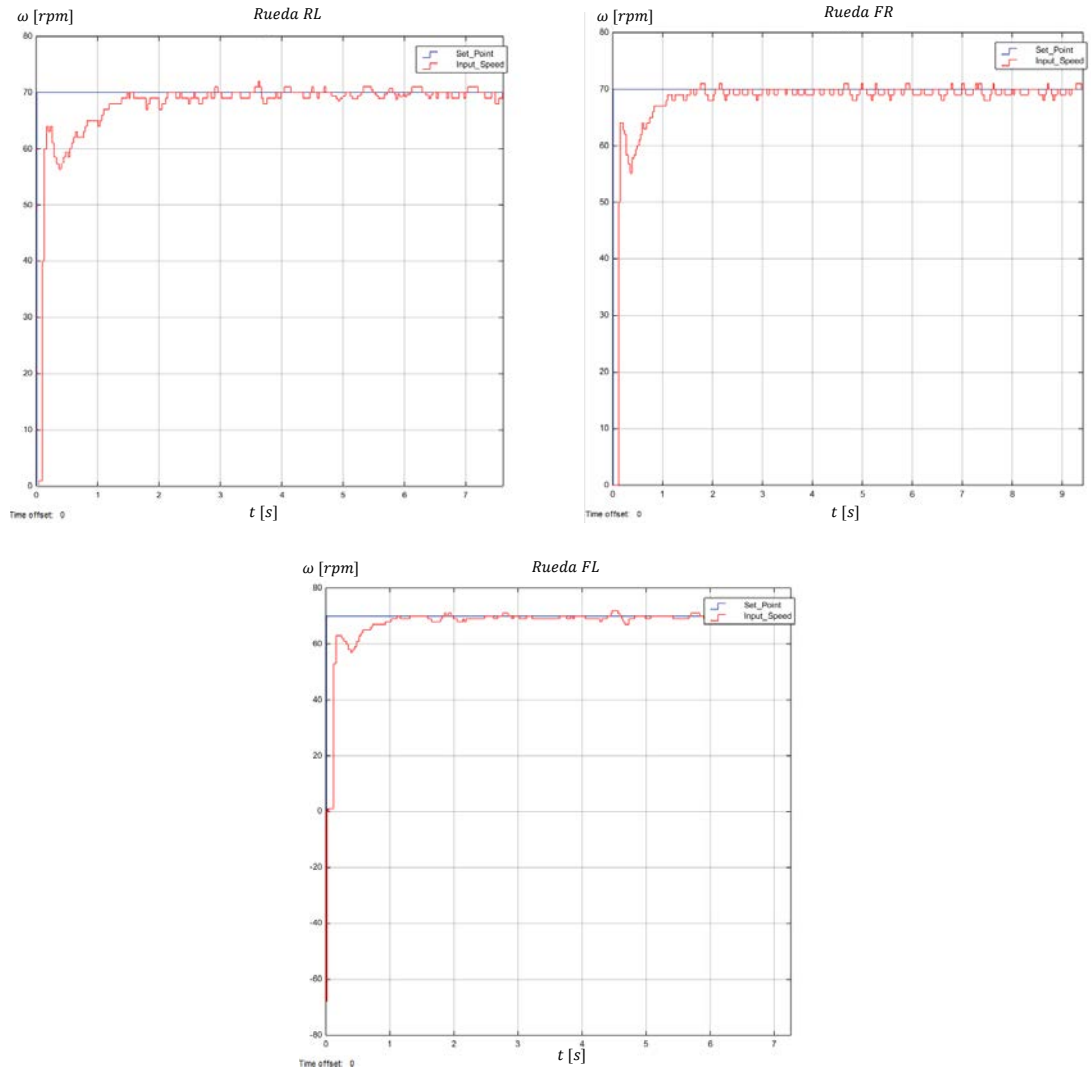 ω [rpm]
Rueda RL
80
Set_Point
Input_Speed
70
60
50
40
30
20
10
0
0 1 2 3 4 5 6 7
Time offset: 0
t [s]
ω [rpm]
Rueda FR
80
Set_Point
Input_Speed
70
60
50
40
30
20
10
0
0 1 2 3 4 5 6 7 8 9
Time offset: 0
t [s]
ω [rpm]
Rueda FL
80
Set_Point
Input_Speed
60
40
20
0
-20
-40
-60
-80
0 1 2 3 4 5 6 7
Time offset: 0
t [s]